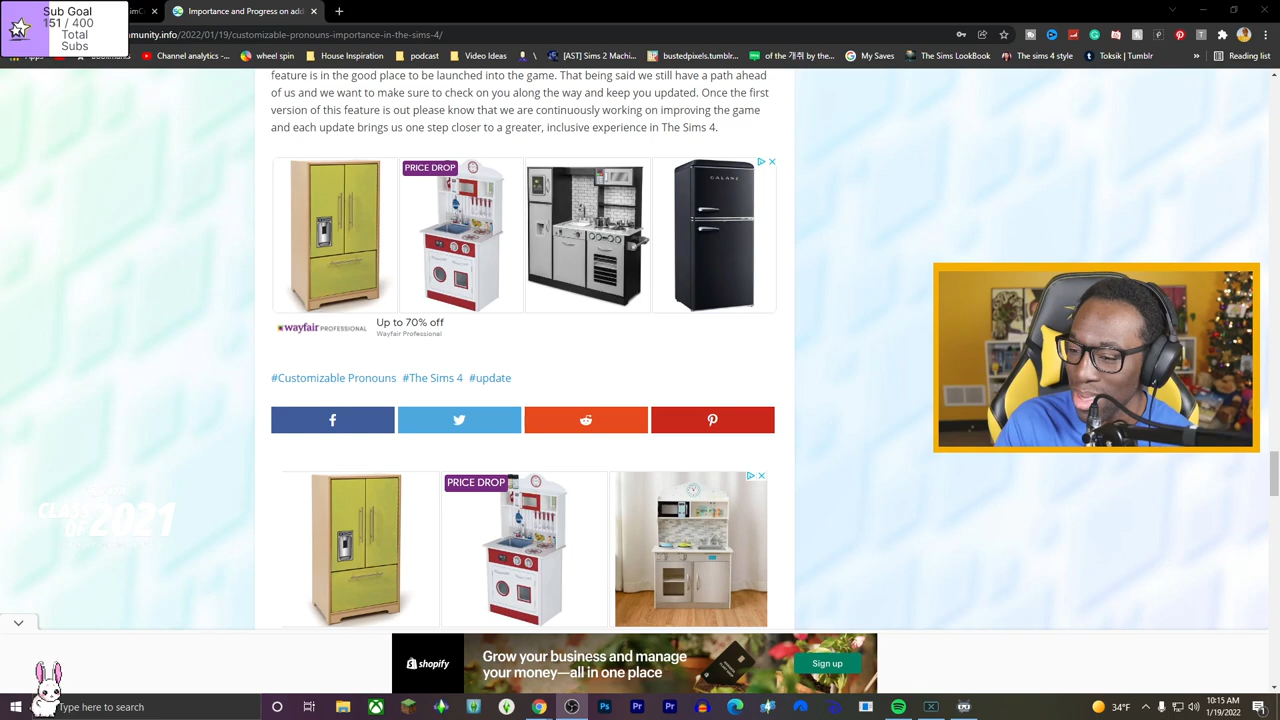 Sub Goal
151 / 400
Total
Subs
Importance and Progress on add
munity.info/2022/01/19/customizable-pronouns-importance-in-the-sims-4/
Channel analytics -...
space
House Inspiration
Video Ideas
[AST] Sims 2 Machi...
bustedpixels.tumbl...
My Saves
The Sims LookBook
Toksik | Tumblr
Reading list
feature is in the good place to be launched into the game. That being said we still have a path ahead
of us and we want to make sure to check on you along the way and keep you updated. Once the first
version of this feature is out please know that we are continuously working on improving the game
and each update brings us one step closer to a greater, inclusive experience in The Sims 4.
PRICE DROP
GALANZ
wayfair PROFESSIONAL
Up to 70% off
Wayfair Professional
#Customizable Pronouns #The Sims 4 #update
PRICE DROP
CLASS
OF 2021
shopify
Grow your business and manage
your money—all in one place
Sign up
Type here to search
34°F
10:15 AM
1/19/2022